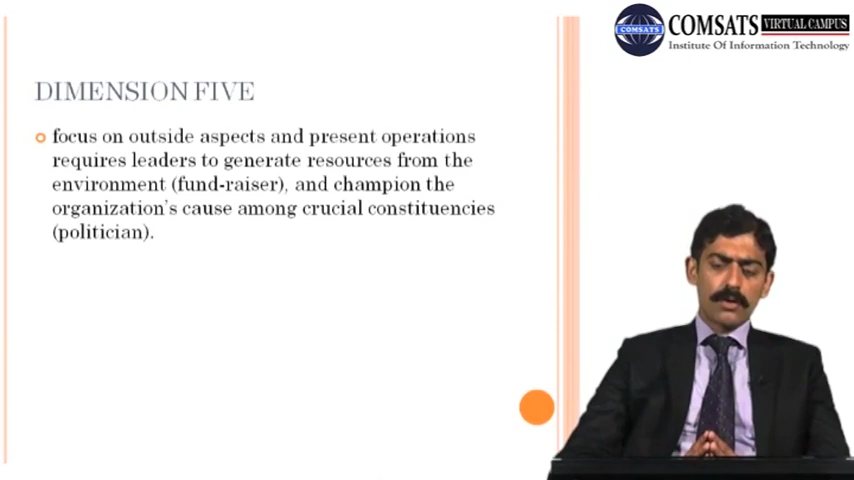 COMSATS
COMSATS VIRTUAL CAMPUS
Institute Of Information Technology
DIMENSION FIVE
focus on outside aspects and present operations
requires leaders to generate resources from the
environment (fund-raiser), and champion the
organization's cause among crucial constituencies
(politician).